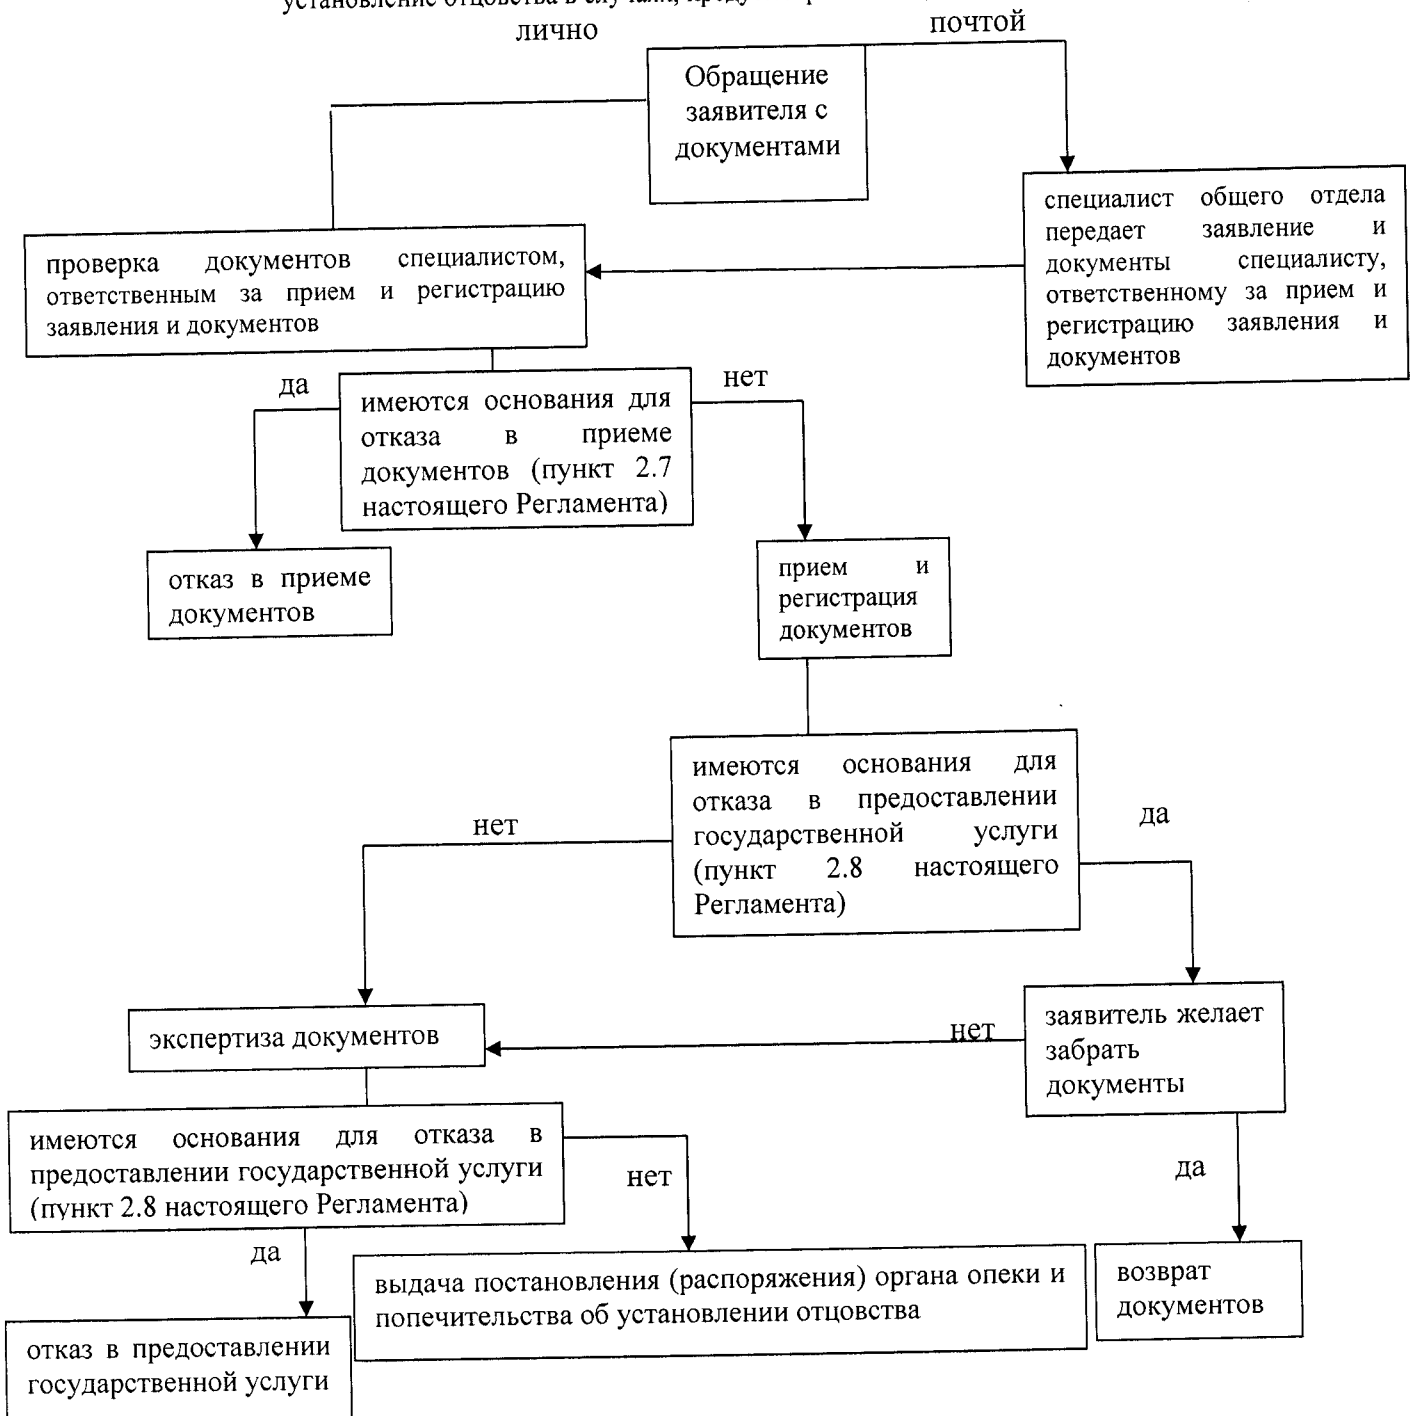 установление отцовства в случаях,
лично
почтой
Обращение
заявителя с
документами
специалист общего отдела
передает заявление и
документы специалисту,
ответственному за прием и
регистрацию заявления и
документов
проверка документов специалистом,
ответственным за прием и регистрацию
заявления и документов
да
нет
имеются основания для
отказа в приеме
документов (пункт 2.7
настоящего Регламента)
отказ в приеме
документов
прием и
регистрация
документов
имеются основания для
отказа в предоставлении
государственной услуги
(пункт 2.8 настоящего
Регламента)
нет
да
экспертиза документов
нет
заявитель желает
забрать
документы
имеются основания для отказа в
предоставлении государственной услуги
(пункт 2.8 настоящего Регламента)
нет
да
да
выдача постановления (распоряжения) органа опеки и
попечительства об установлении отцовства
возврат
документов
отказ в предоставлении
государственной услуги